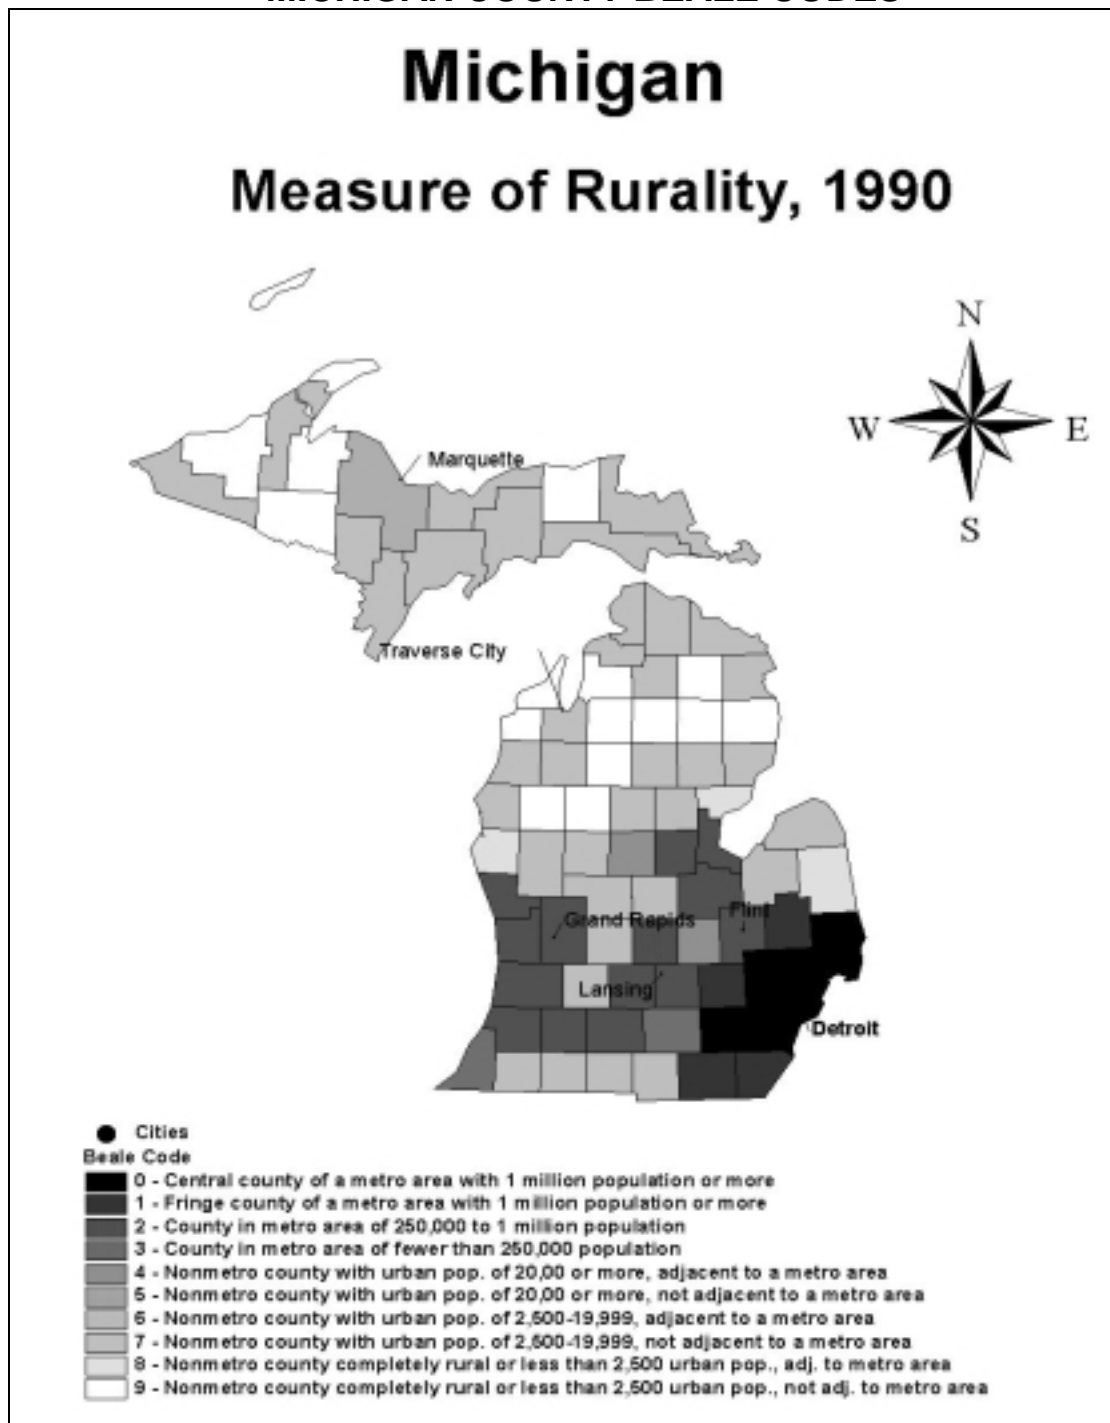 MICHIGAN COUNTY BEALE CODES
Michigan
Measure of Rurality, 1990
N
W
E
S
Marquette
Traverse City
Flint
Grand Rapids
Lansing
Detroit
Cities
Beale Code
0 - Central county of a metro area with 1 million population or more
1 - Fringe county of a metro area with 1 million population or more
2 - County in metro area of 250,000 to 1 million population
3 - County in metro area of fewer than 250,000 population
4 - Nonmetro county with urban pop. of 20,00 or more, adjacent to a metro area
5 - Nonmetro county with urban pop. of 20,00 or more, not adjacent to a metro area
6 - Nonmetro county with urban pop. of 2,500-19,999, adjacent to a metro area
7 - Nonmetro county with urban pop. of 2,500-19,999, not adjacent to a metro area
8 - Nonmetro county completely rural or less than 2,500 urban pop., adj. to metro area
9 - Nonmetro county completely rural or less than 2,500 urban pop., not adj. to metro area